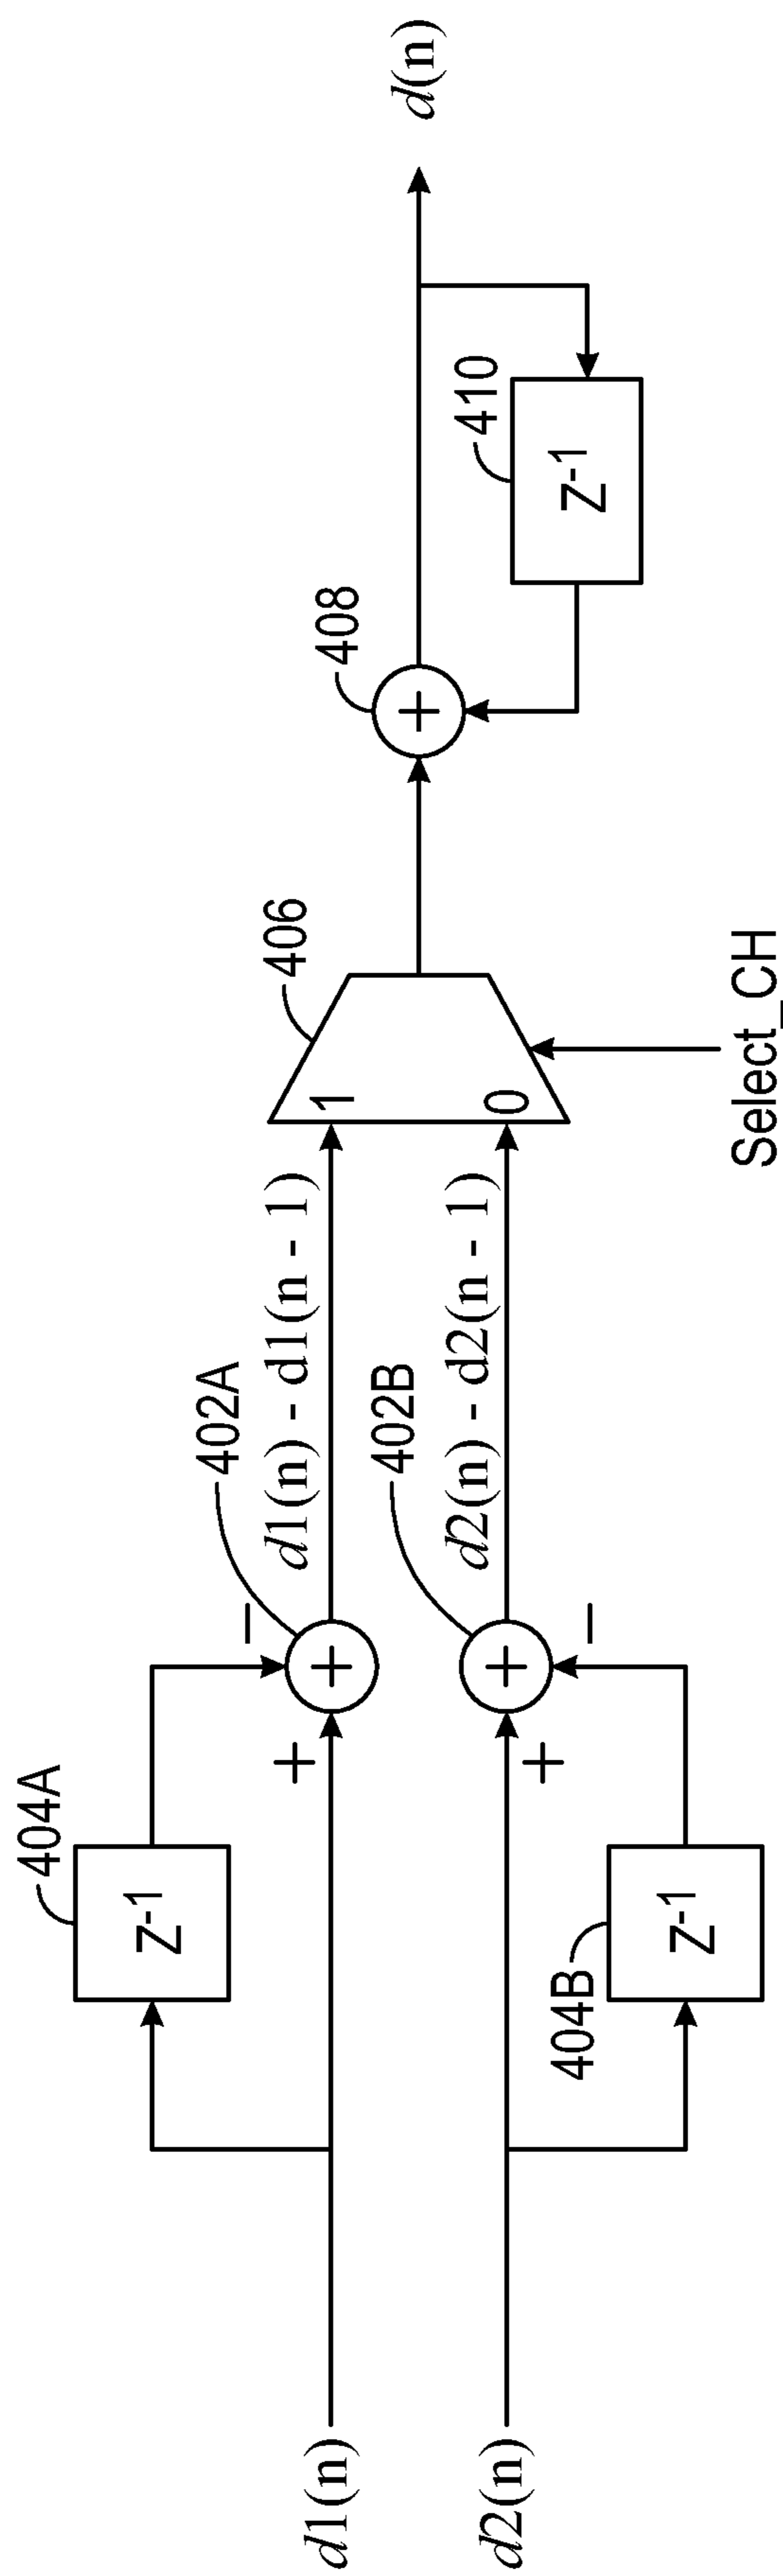 404A
z-1
d1(n)
+
−
+
402A
d1(n) - d1(n - 1)
d2(n)
+
−
+
402B
d2(n) - d2(n - 1)
404B
z-1
406
1
0
Select_CH
408
+
410
z-1
d(n)